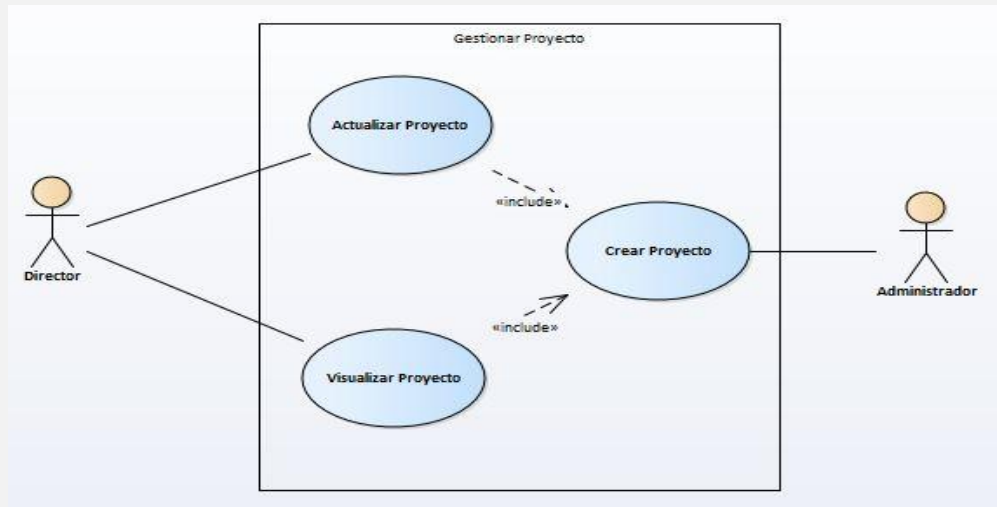 Gestionar Proyecto
Actualizar Proyecto
«include»
Crear Proyecto
Director
Administrador
«include»
Visualizar Proyecto